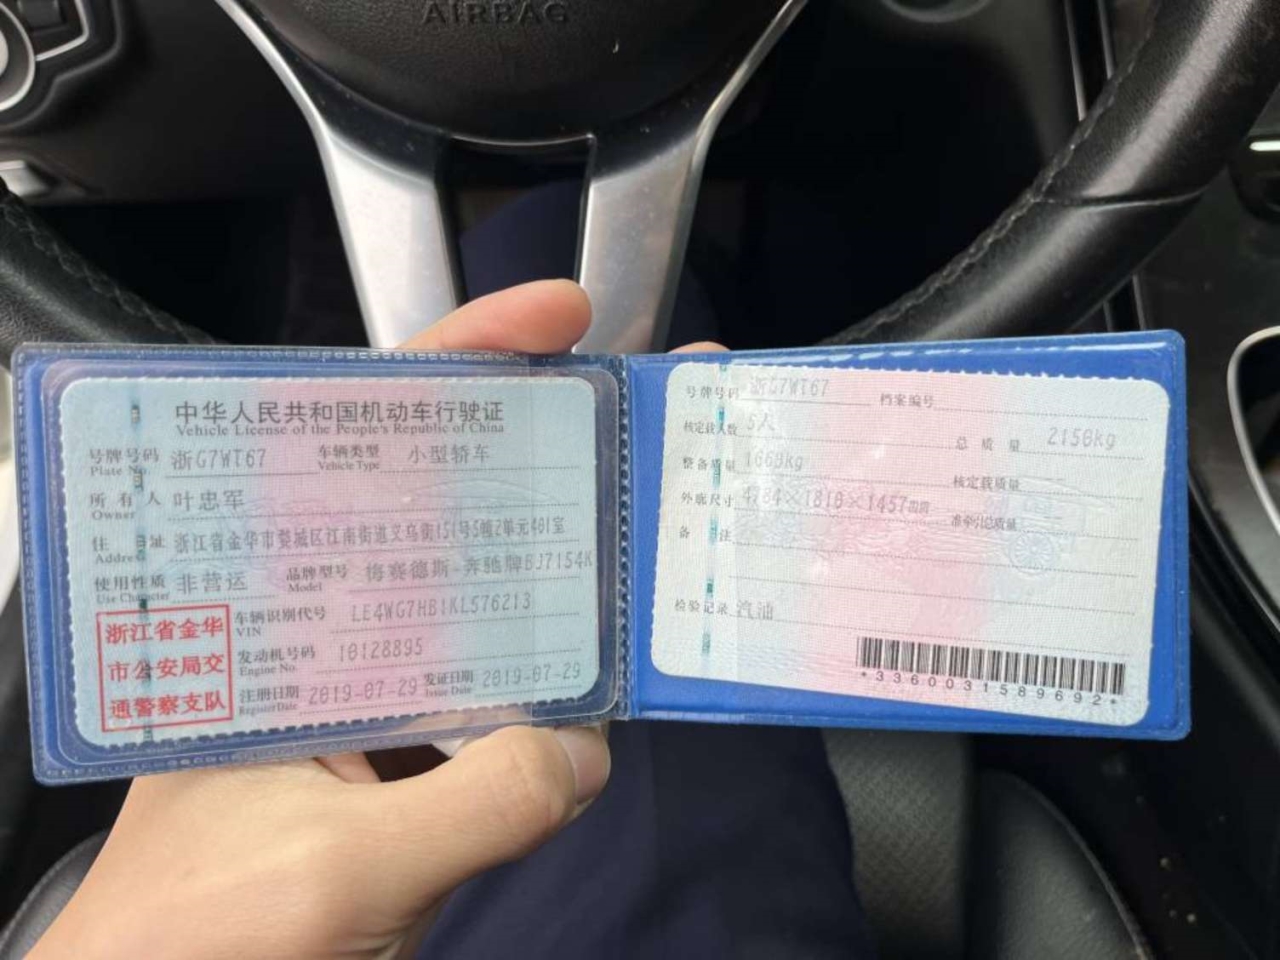 AIRBAG
中华人民共和国机动车行驶证
Vehicle License of the People's Republic of China
号牌号码 浙G7WT67 车辆类型 小型轿车
Plate No. Vehicle Type
所有人 叶忠军
Owner
住址 浙江省金华市婺城区江南街道义乌街151号5幢2单元401室
Address
使用性质 非营运 品牌型号 梅赛德斯-奔驰牌BJ7154K
Use Character Model
浙江省金华
市公安局交
通警察支队
车辆识别代号 LE4WG7HB1KL576213
VIN
发动机号码 10128895
Engine No.
注册日期 2019-07-29 发证日期 2019-07-29
Register Date Issue Date
号牌号码 浙G7WT67 档案编号
核定载人数 5人 总质量 2150kg
整备质量 1660kg 核定载质量
外廓尺寸 4784×1810×1457mm 准牵引总质量
备注
检验记录 汽油
*3360031589692*